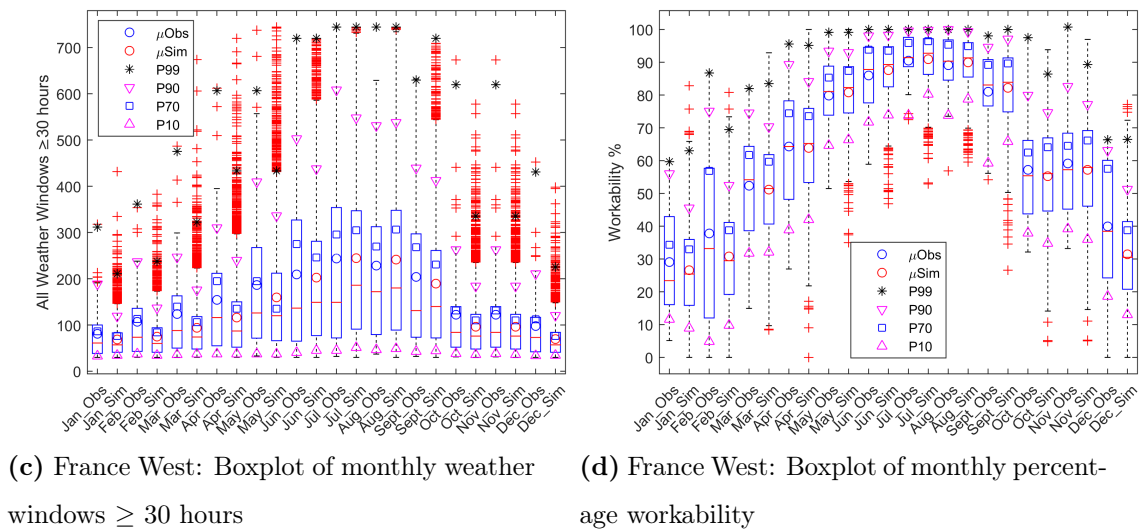 All Weather Windows ≥ 30 hours
700
600
500
400
300
200
100
0
μObs
μSim
P99
P90
P70
P10
Jan_Obs
Jan_Sim
Feb_Obs
Feb_Sim
Mar_Obs
Mar_Sim
Apr_Obs
Apr_Sim
May_Obs
May_Sim
Jun_Obs
Jun_Sim
Jul_Obs
Jul_Sim
Aug_Obs
Aug_Sim
Sept_Obs
Sept_Sim
Oct_Obs
Oct_Sim
Nov_Obs
Nov_Sim
Dec_Obs
Dec_Sim
Workability %
100
90
80
70
60
50
40
30
20
10
0
μObs
μSim
P99
P90
P70
P10
Jan_Obs
Jan_Sim
Feb_Obs
Feb_Sim
Mar_Obs
Mar_Sim
Apr_Obs
Apr_Sim
May_Obs
May_Sim
Jun_Obs
Jun_Sim
Jul_Obs
Jul_Sim
Aug_Obs
Aug_Sim
Sept_Obs
Sept_Sim
Oct_Obs
Oct_Sim
Nov_Obs
Nov_Sim
Dec_Obs
Dec_Sim
(c) France West: Boxplot of monthly weather
windows ≥ 30 hours
(d) France West: Boxplot of monthly percent-
age workability